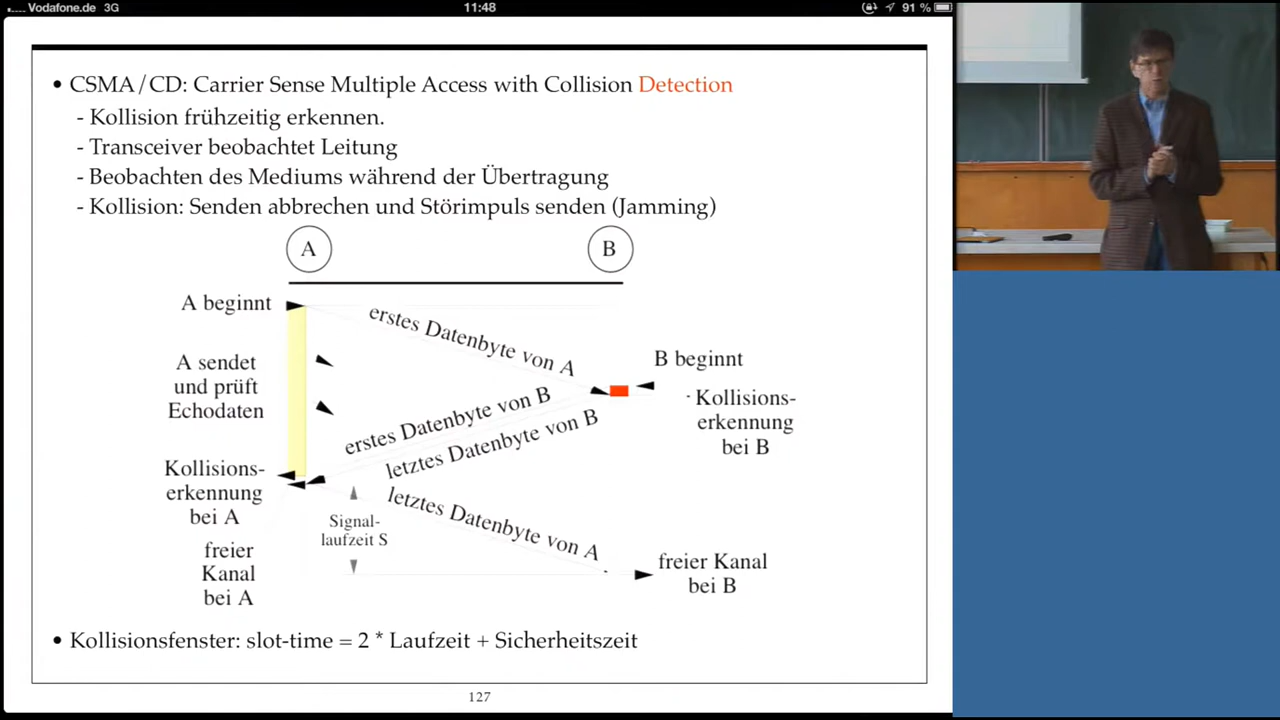 Vodafone.de 3G 11:48 91 %
• CSMA/CD: Carrier Sense Multiple Access with Collision Detection
- Kollision frühzeitig erkennen.
- Transceiver beobachtet Leitung
- Beobachten des Mediums während der Übertragung
- Kollision: Senden abbrechen und Störimpuls senden (Jamming)
A B
A beginnt
erstes Datenbyte von A
B beginnt
A sendet
und prüft
Echodaten
Kollisions-
erkennung
bei B
erstes Datenbyte von B
letztes Datenbyte von B
Kollisions-
erkennung
bei A
letztes Datenbyte von A
Signal-
laufzeit S
freier
Kanal
bei A
freier Kanal
bei B
• Kollisionsfenster: slot-time = 2 * Laufzeit + Sicherheitszeit
127